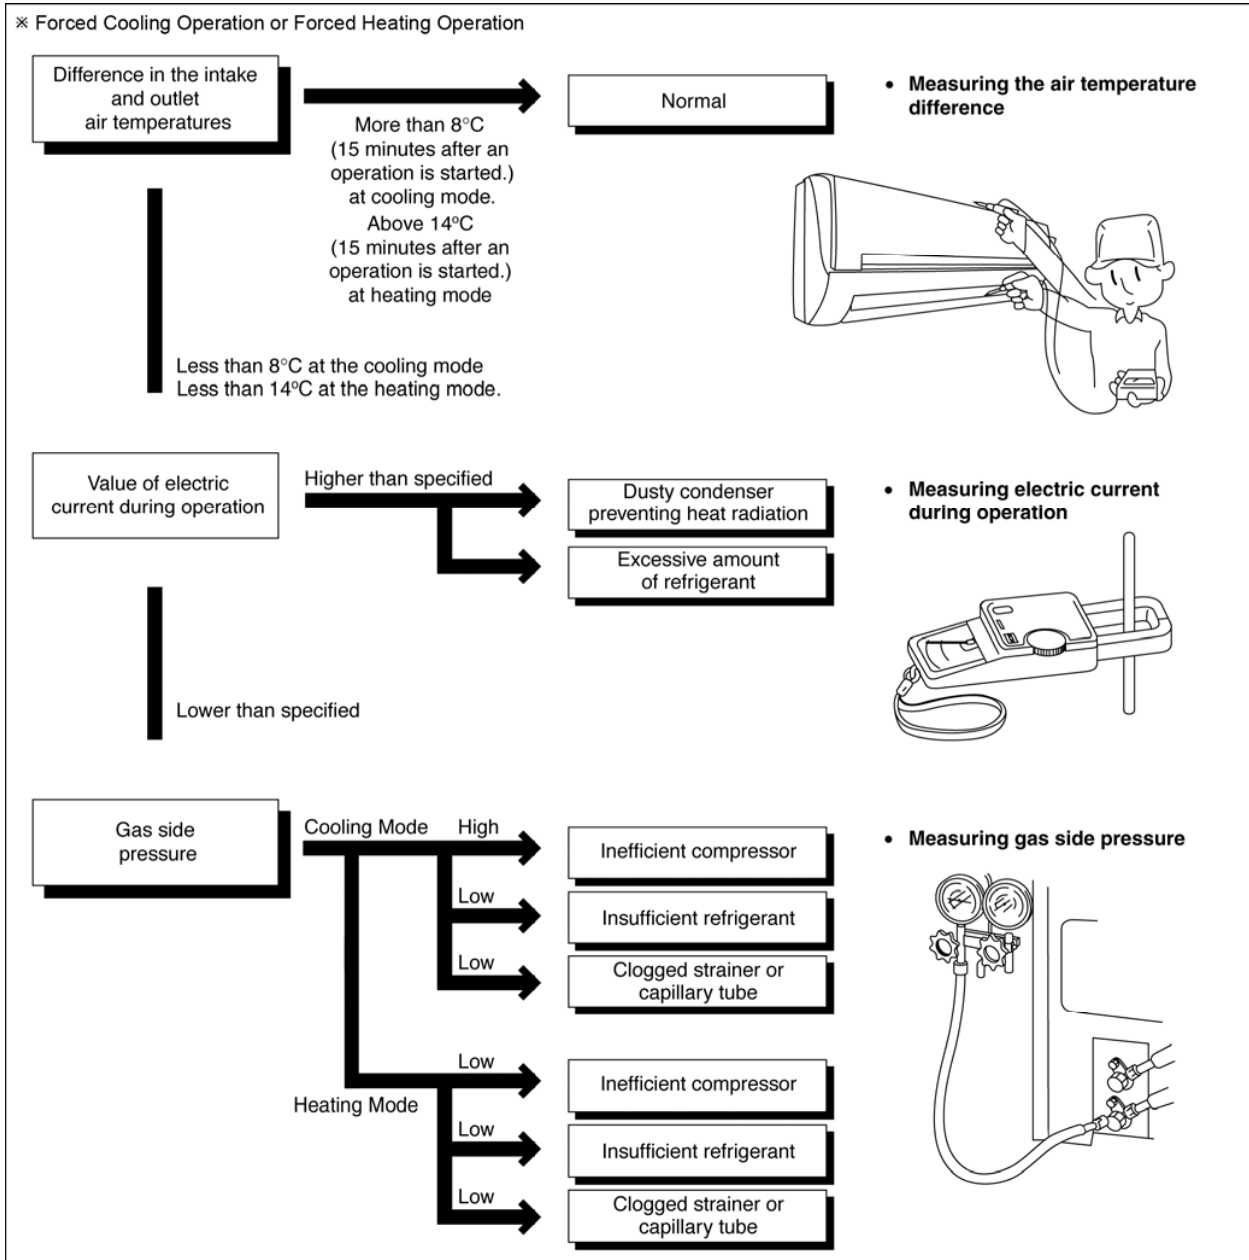 ※ Forced Cooling Operation or Forced Heating Operation
Difference in the intake
and outlet
air temperatures
More than 8°C
(15 minutes after an
operation is started.)
at cooling mode.
Above 14ºC
(15 minutes after an
operation is started.)
at heating mode
Normal
• Measuring the air temperature
difference
Less than 8°C at the cooling mode
Less than 14ºC at the heating mode.
Value of electric
current during operation
Higher than specified
Dusty condenser
preventing heat radiation
Excessive amount
of refrigerant
• Measuring electric current
during operation
Lower than specified
Gas side
pressure
Cooling Mode
High
Inefficient compressor
Low
Insufficient refrigerant
Low
Clogged strainer or
capillary tube
• Measuring gas side pressure
Heating Mode
Low
Inefficient compressor
Low
Insufficient refrigerant
Low
Clogged strainer or
capillary tube